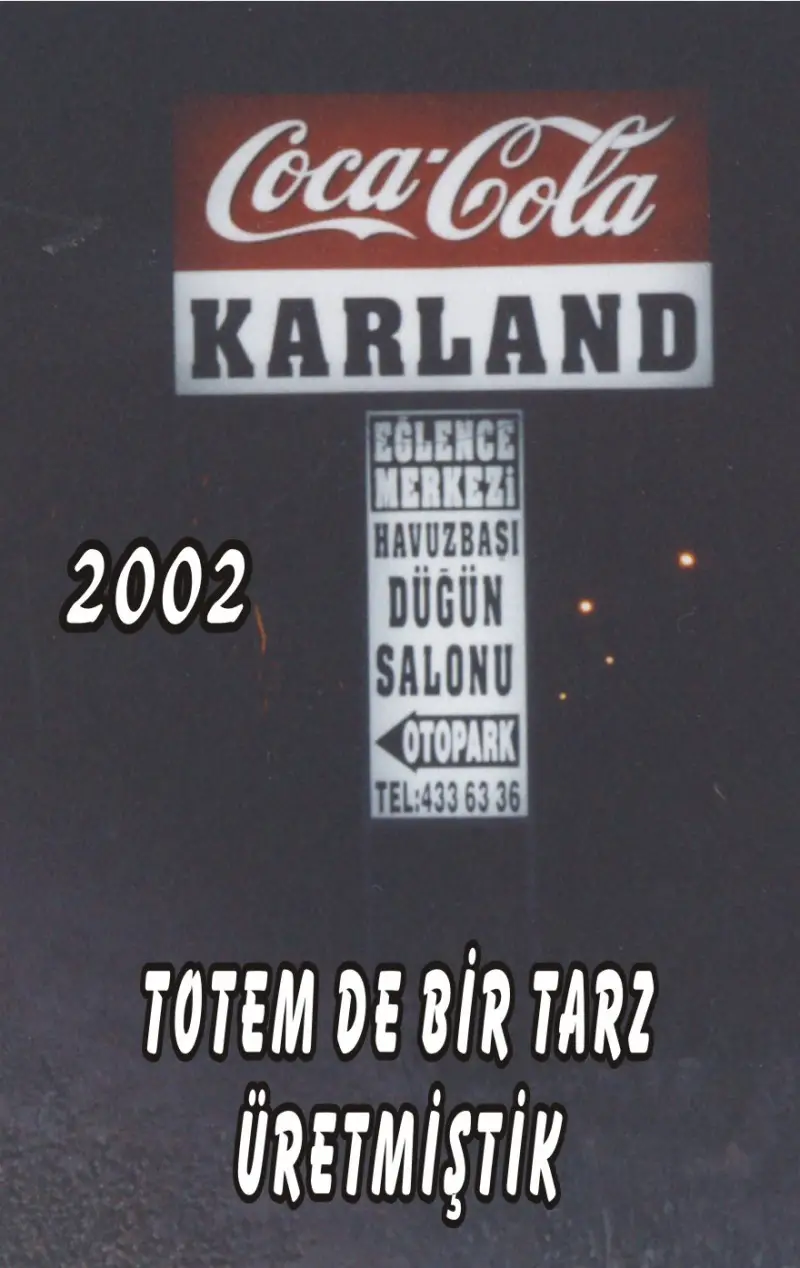 Coca-Cola
KARLAND
EĞLENCE
MERKEZİ
HAVUZBAŞI
DÜĞÜN
SALONU
OTOPARK
TEL:433 63 36
2002
TOTEM DE BİR TARZ
ÜRETMİŞTİK